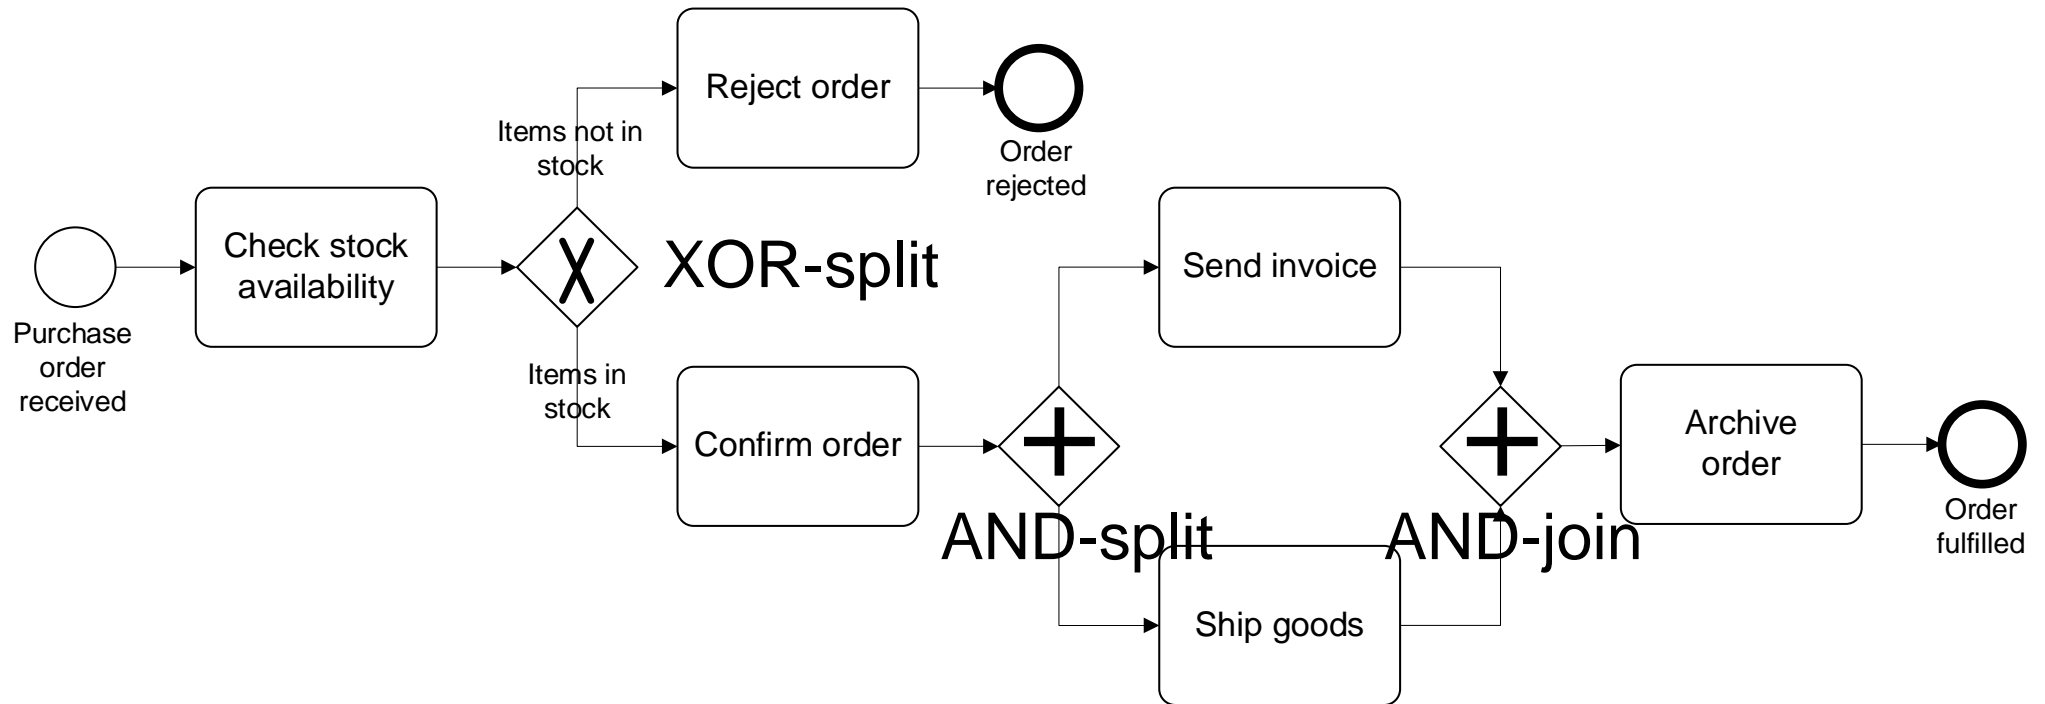 Purchase
order
received
Check stock
availability
Items not in
stock
Reject order
Order
rejected
XOR-split
Items in
stock
Confirm order
AND-split
Send invoice
Ship goods
AND-join
Archive
order
Order
fulfilled